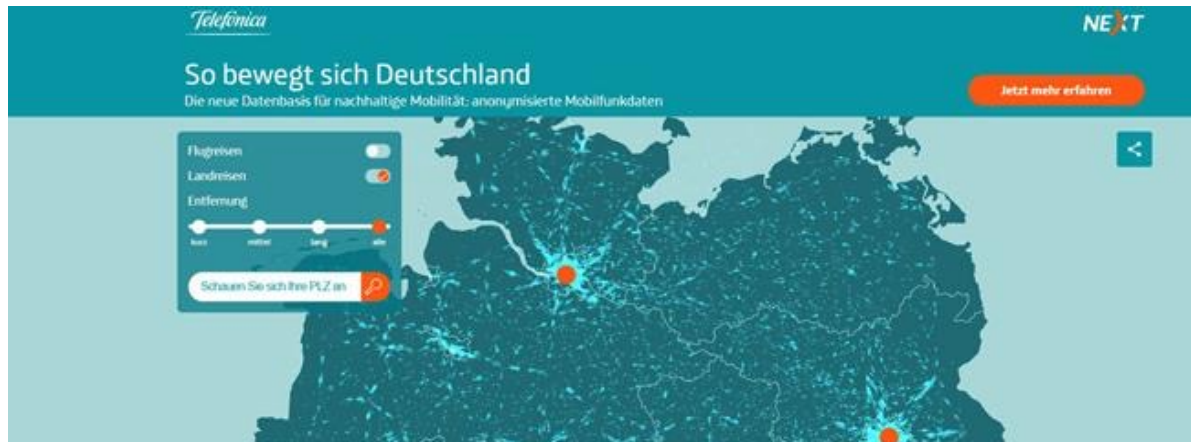 Telefónica
NEXT
So bewegt sich Deutschland
Die neue Datenbasis für nachhaltige Mobilität: anonymisierte Mobilfunkdaten
Jetzt mehr erfahren
Flugreisen
Landreisen
Entfernung
kurz mittel lang alle
Schauen Sie sich Ihre PLZ an